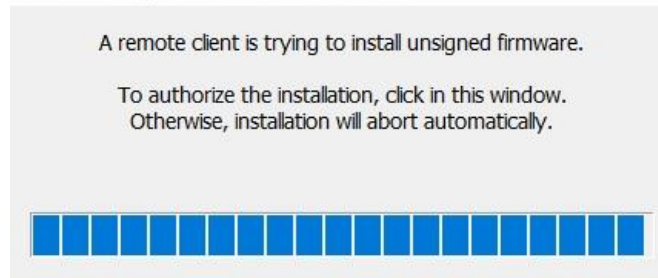 A remote client is trying to install unsigned firmware.
To authorize the installation, click in this window.
Otherwise, installation will abort automatically.